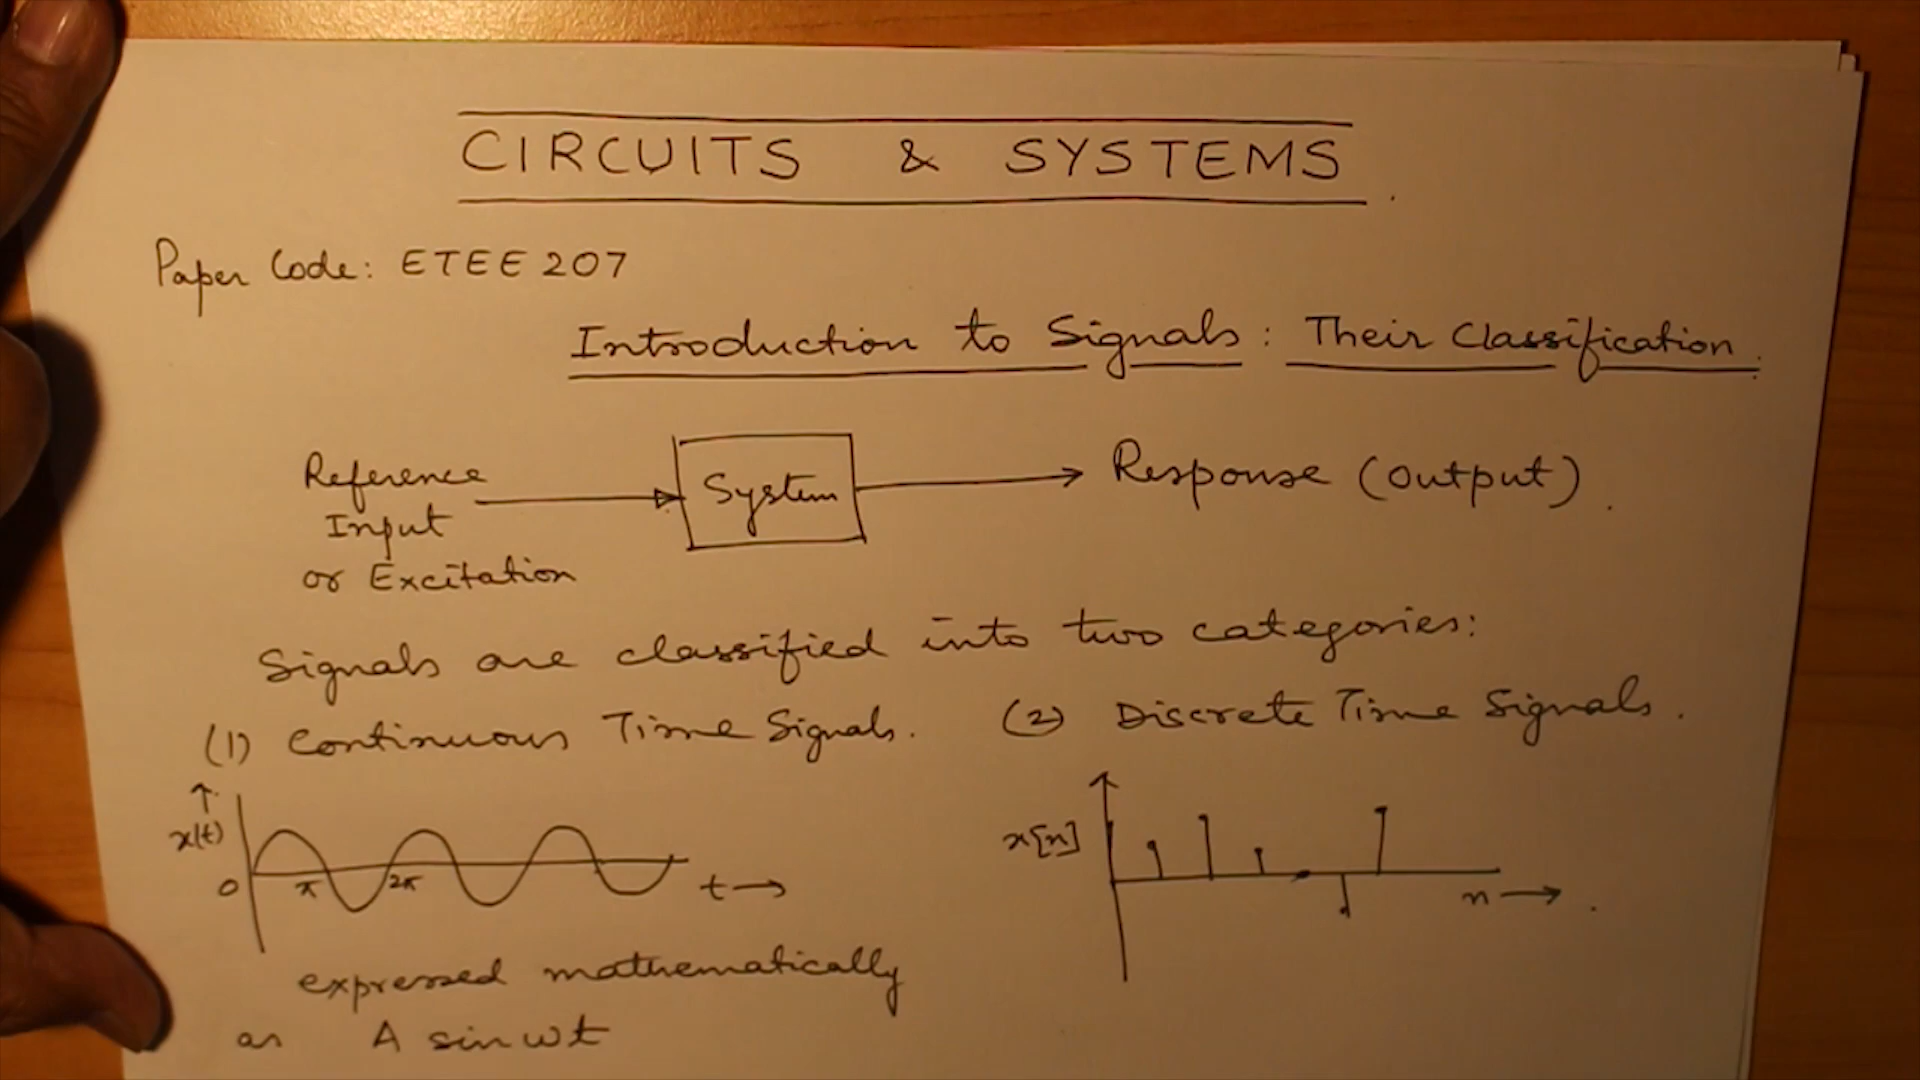 CIRCUITS & SYSTEMS
Paper Code: ETEE 207
Introduction to Signals: Their Classification.
Reference
Input
or Excitation
System
Response (output).
Signals are classified into two categories:
(1) Continuous Time Signals.
(2) Discrete Time Signals.
x(t)
0
π
2π
t
x[n]
n
expressed mathematically
as A sin ωt